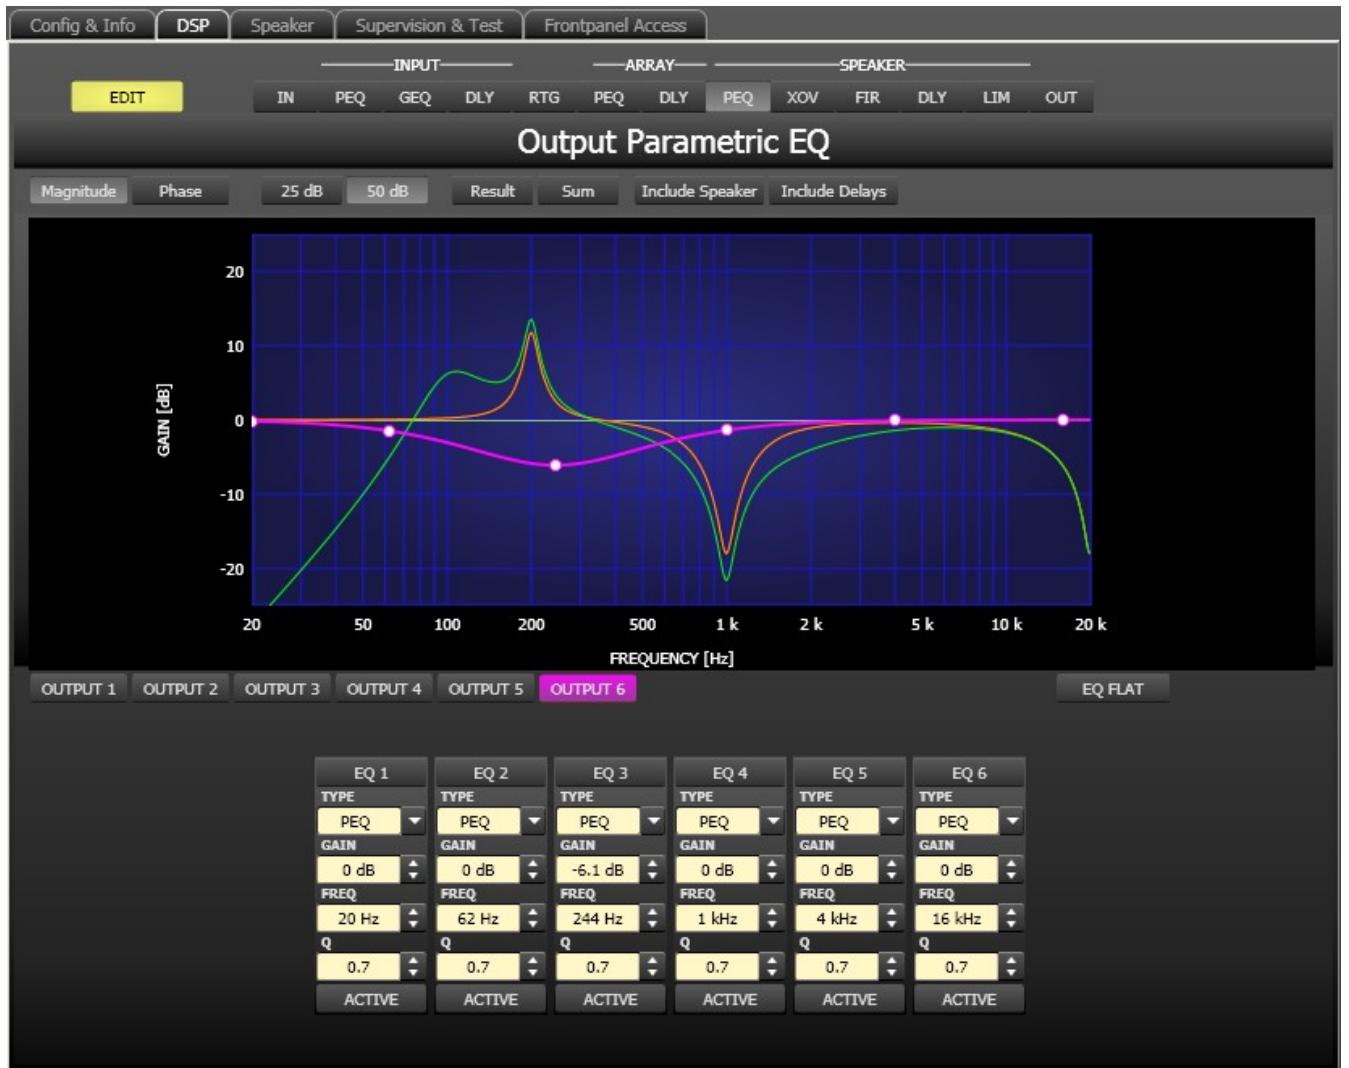 Config & Info DSP Speaker Supervision & Test Frontpanel Access
INPUT ARRAY SPEAKER
EDIT IN PEQ GEQ DLY RTG PEQ DLY PEQ XOV FIR DLY LIM OUT
Output Parametric EQ
Magnitude Phase 25 dB 50 dB Result Sum Include Speaker Include Delays
20
10
GAIN [dB]
0
-10
-20
20 50 100 200 500 1 k 2 k 5 k 10 k 20 k
FREQUENCY [Hz]
OUTPUT 1 OUTPUT 2 OUTPUT 3 OUTPUT 4 OUTPUT 5 OUTPUT 6 EQ FLAT
EQ 1 EQ 2 EQ 3 EQ 4 EQ 5 EQ 6
TYPE TYPE TYPE TYPE TYPE TYPE
PEQ PEQ PEQ PEQ PEQ PEQ
GAIN GAIN GAIN GAIN GAIN GAIN
0 dB 0 dB -6.1 dB 0 dB 0 dB 0 dB
FREQ FREQ FREQ FREQ FREQ FREQ
20 Hz 62 Hz 244 Hz 1 kHz 4 kHz 16 kHz
Q Q Q Q Q Q
0.7 0.7 0.7 0.7 0.7 0.7
ACTIVE ACTIVE ACTIVE ACTIVE ACTIVE ACTIVE